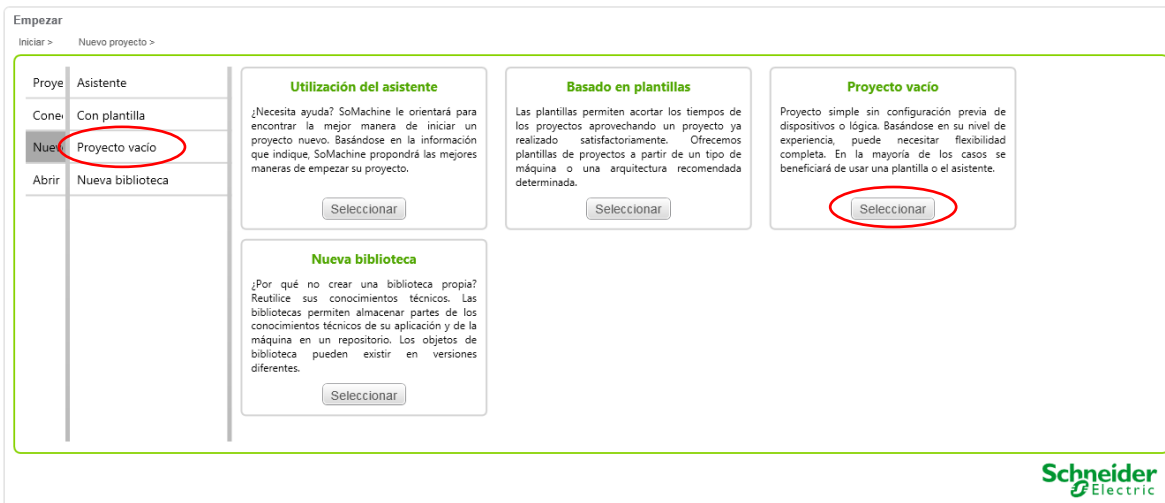 Empezar
Iniciar > Nuevo proyecto >
Proye
Cone
Nuev
Abrir
Asistente
Con plantilla
Proyecto vacío
Nueva biblioteca
Utilización del asistente
¿Necesita ayuda? SoMachine le orientará para
encontrar la mejor manera de iniciar un
proyecto nuevo. Basándose en la información
que indique, SoMachine propondrá las mejores
maneras de empezar su proyecto.
Seleccionar
Basado en plantillas
Las plantillas permiten acortar los tiempos de
los proyectos aprovechando un proyecto ya
realizado satisfactoriamente. Ofrecemos
plantillas de proyectos a partir de un tipo de
máquina o una arquitectura recomendada
determinada.
Seleccionar
Proyecto vacío
Proyecto simple sin configuración previa de
dispositivos o lógica. Basándose en su nivel de
experiencia, puede necesitar flexibilidad
completa. En la mayoría de los casos se
beneficiará de usar una plantilla o el asistente.
Seleccionar
Nueva biblioteca
¿Por qué no crear una biblioteca propia?
Reutilice sus conocimientos técnicos. Las
bibliotecas permiten almacenar partes de los
conocimientos técnicos de su aplicación y de la
máquina en un repositorio. Los objetos de
biblioteca pueden existir en versiones
diferentes.
Seleccionar
Schneider
Electric